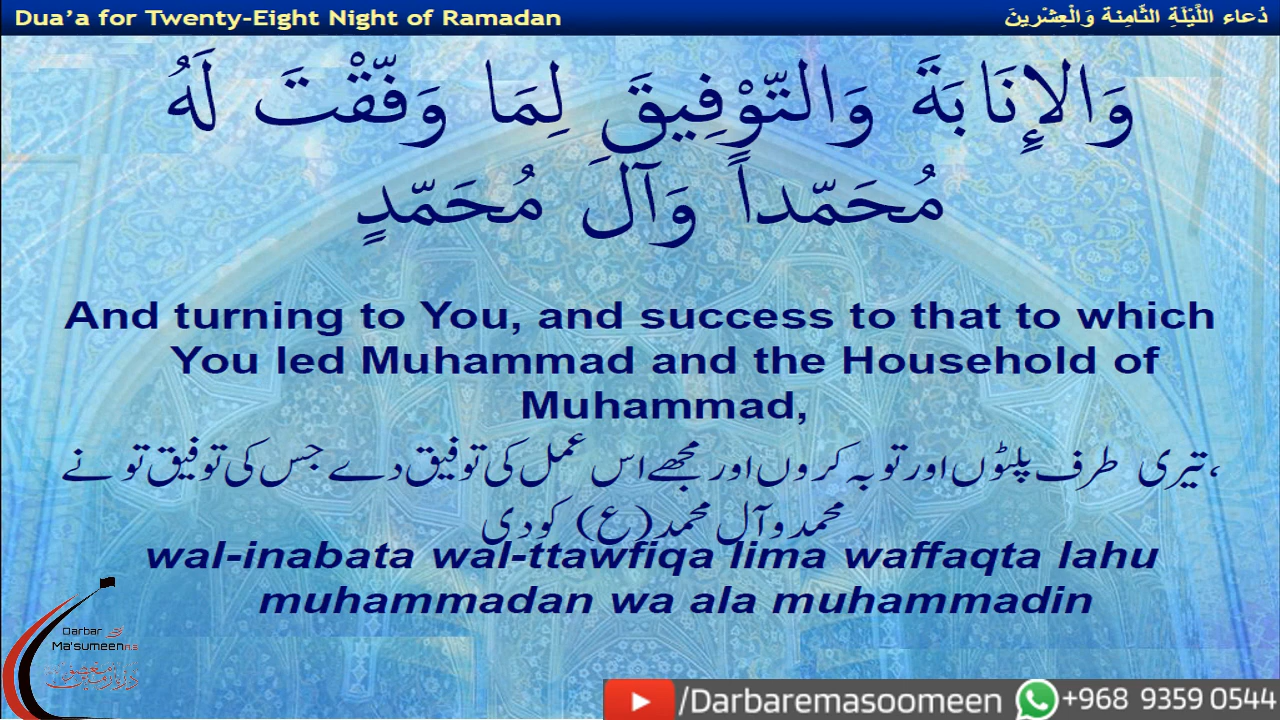 Dua'a for Twenty-Eight Night of Ramadan
دُعاء اللَّيْلَةِ الثَّامِنة وَالْعِشْرينَ
وَالإِنَابَةَ وَالتَّوْفِيقَ لِمَا وَفَّقْتَ لَهُ
مُحَمَّداً وَآلَ مُحَمَّدٍ
And turning to You, and success to that to which
You led Muhammad and the Household of
Muhammad,
،تیری طرف پلٹوں اور توبہ کروں اور مجھے اس عمل کی توفیق دے جس کی توفیق تو نے
محمد وآل محمد(ع) کو دی
wal-inabata wal-ttawfiqa lima waffaqta lahu
muhammadan wa ala muhammadin
Darbar
Ma'sumeen A.S
/Darbaremasoomeen +968 9359 0544